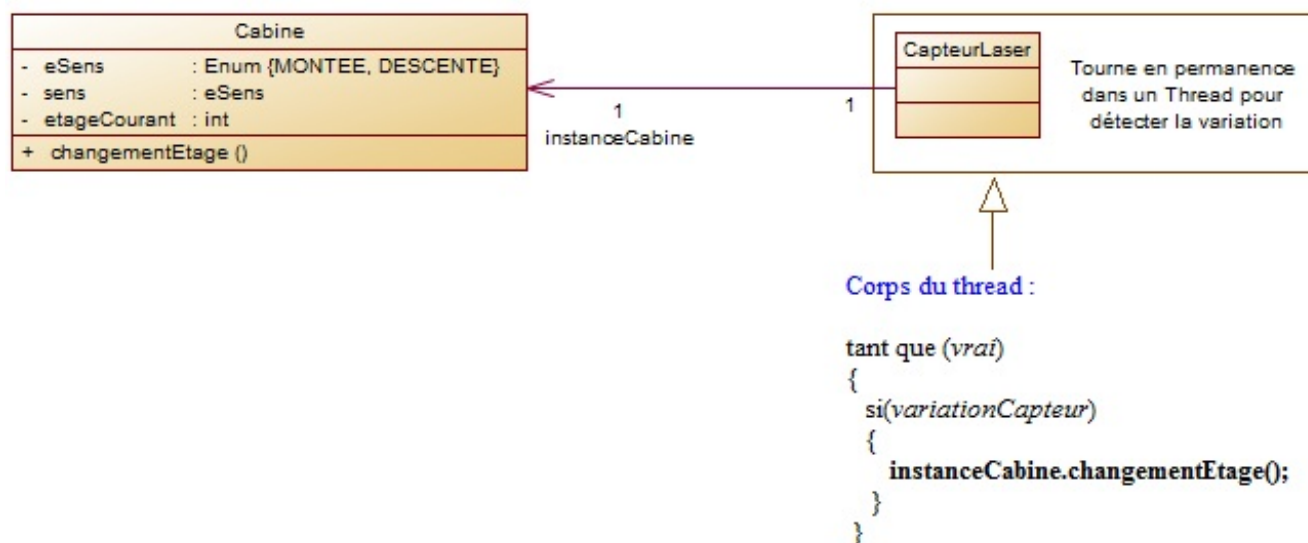 Cabine
- eSens : Enum {MONTEE, DESCENTE}
- sens : eSens
- etageCourant : int
+ changementEtage ()
1
instanceCabine
1
CapteurLaser
Tourne en permanence
dans un Thread pour
détecter la variation
Corps du thread :
tant que (vrai)
{
si(variationCapteur)
{
instanceCabine.changementEtage();
}
}